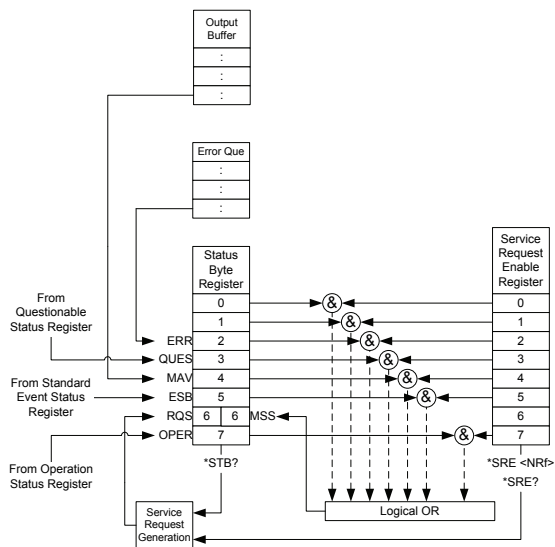 Output
Buffer
:
:
:
Error Que
:
:
:
Status
Byte
Register
Service
Request
Enable
Register
From
Questionable
Status Register
From Standard
Event Status
Register
From Operation
Status Register
0 & 0
1 & 1
ERR 2 & 2
QUES 3 & 3
MAV 4 & 4
ESB 5 & 5
RQS 6 6 MSS 6
OPER 7 & 7
*STB?
*SRE <NRf>
*SRE?
Logical OR
Service
Request
Generation